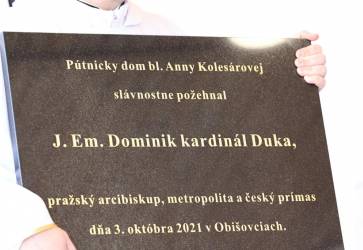 Pútnický dom bl. Anny Kolesárovej
slávnostne požehnal
J. Em. Dominik kardinál Duka,
pražský arcibiskup, metropolita a český prímas
dňa 3. októbra 2021 v Obišovciach.